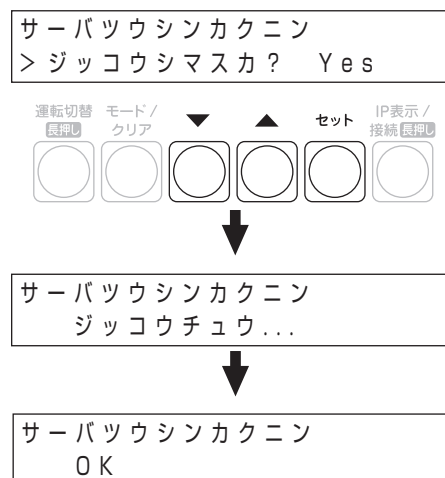 サーバツウシンカクニン
>ジッコウシマスカ? Yes
運転切替 モード/ ▼ ▲ セット IP表示/
長押し クリア 接続 長押し
サーバツウシンカクニン
ジッコウチュウ...
サーバツウシンカクニン
OK